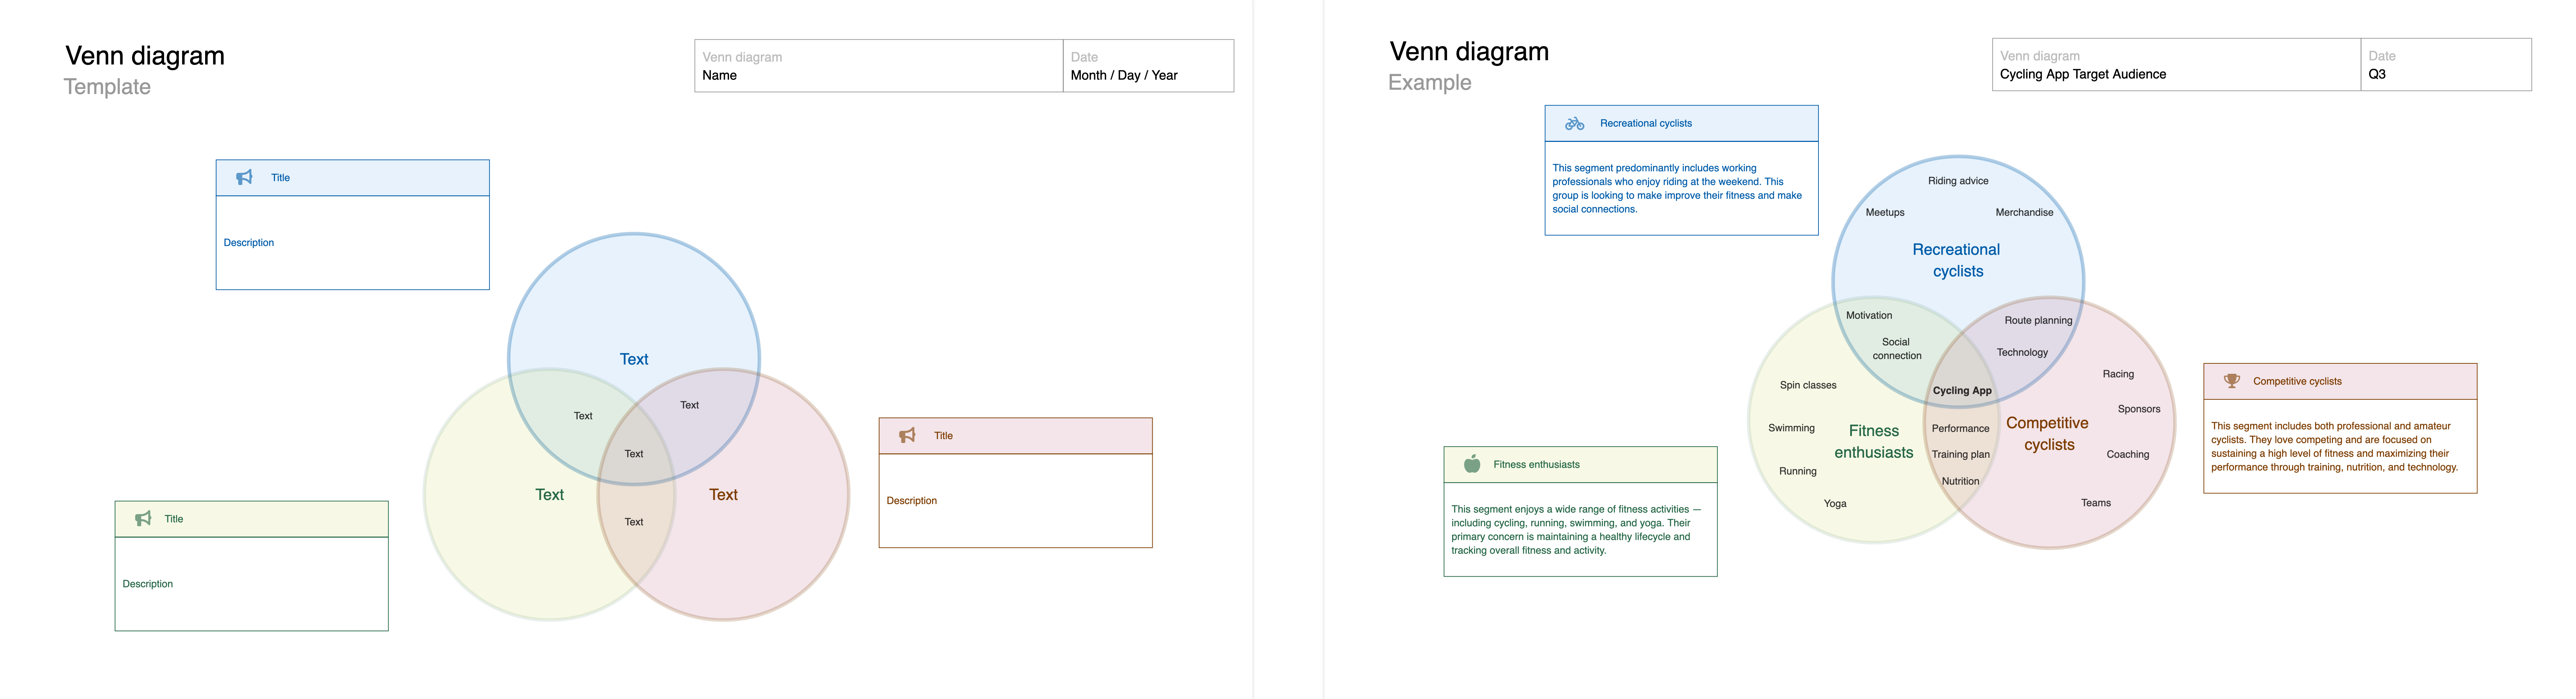 Venn diagram
Template
Venn diagram
Name
Date
Month / Day / Year
Title
Description
Text
Text
Text
Text
Text
Text
Text
Title
Description
Title
Description
Venn diagram
Example
Venn diagram
Cycling App Target Audience
Date
Q3
Recreational cyclists
This segment predominantly includes working
professionals who enjoy riding at the weekend. This
group is looking to make improve their fitness and make
social connections.
Riding advice
Meetups
Merchandise
Recreational
cyclists
Motivation
Route planning
Social
connection
Technology
Cycling App
Spin classes
Swimming
Running
Yoga
Fitness
enthusiasts
Performance
Training plan
Nutrition
Competitive
cyclists
Racing
Sponsors
Coaching
Teams
Competitive cyclists
This segment includes both professional and amateur
cyclists. They love competing and are focused on
sustaining a high level of fitness and maximizing their
performance through training, nutrition, and technology.
Fitness enthusiasts
This segment enjoys a wide range of fitness activities —
including cycling, running, swimming, and yoga. Their
primary concern is maintaining a healthy lifecycle and
tracking overall fitness and activity.